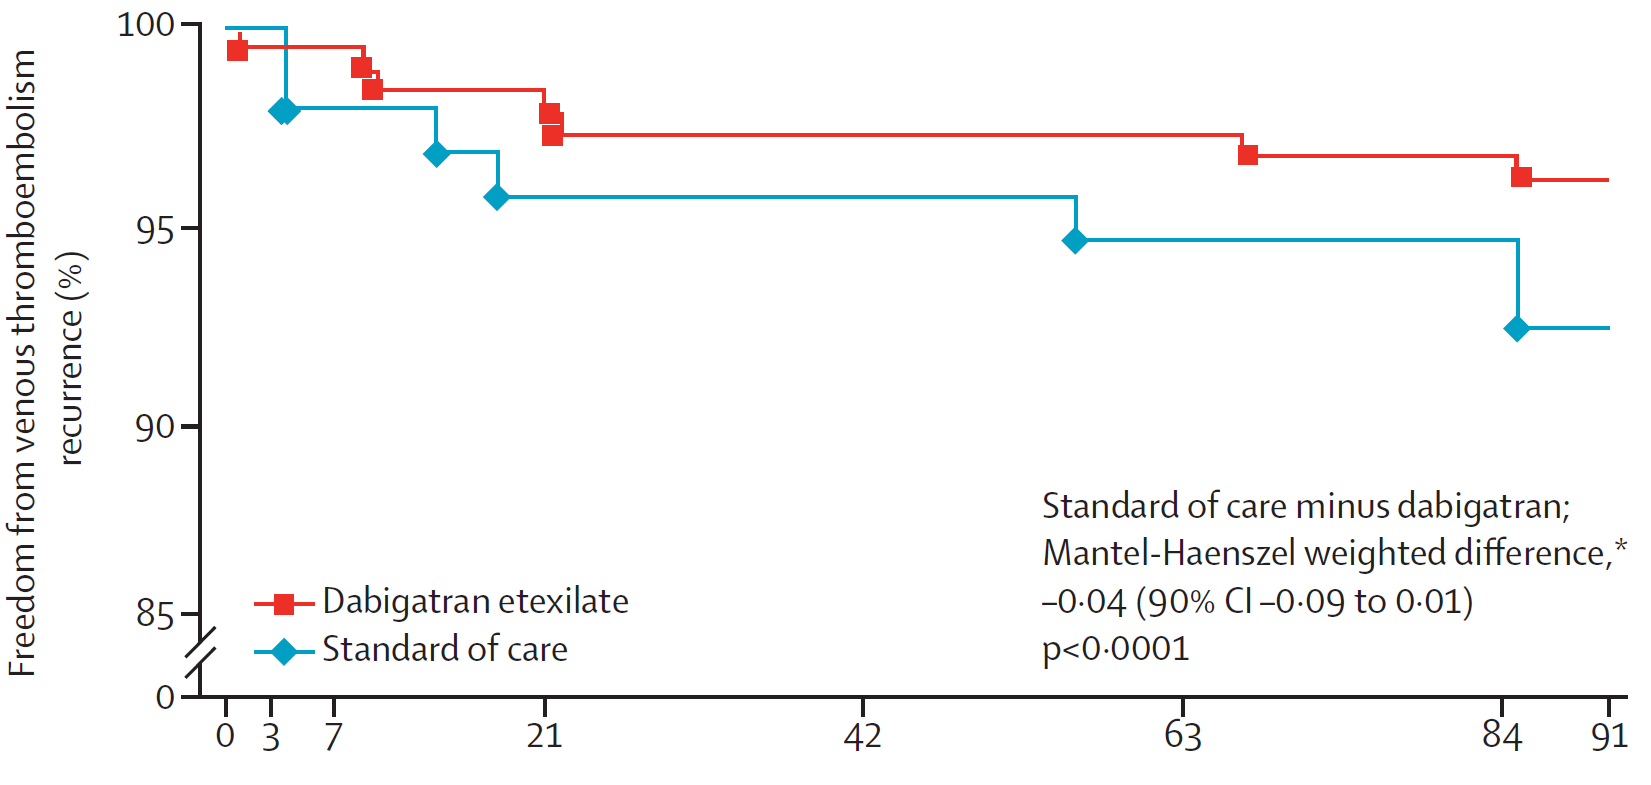 Freedom from venous thromboembolism
recurrence (%)
100
95
90
85
0
Dabigatran etexilate
Standard of care
Standard of care minus dabigatran;
Mantel-Haenszel weighted difference,*
–0·04 (90% CI –0·09 to 0·01)
p<0·0001
0 3 7 21 42 63 84 91